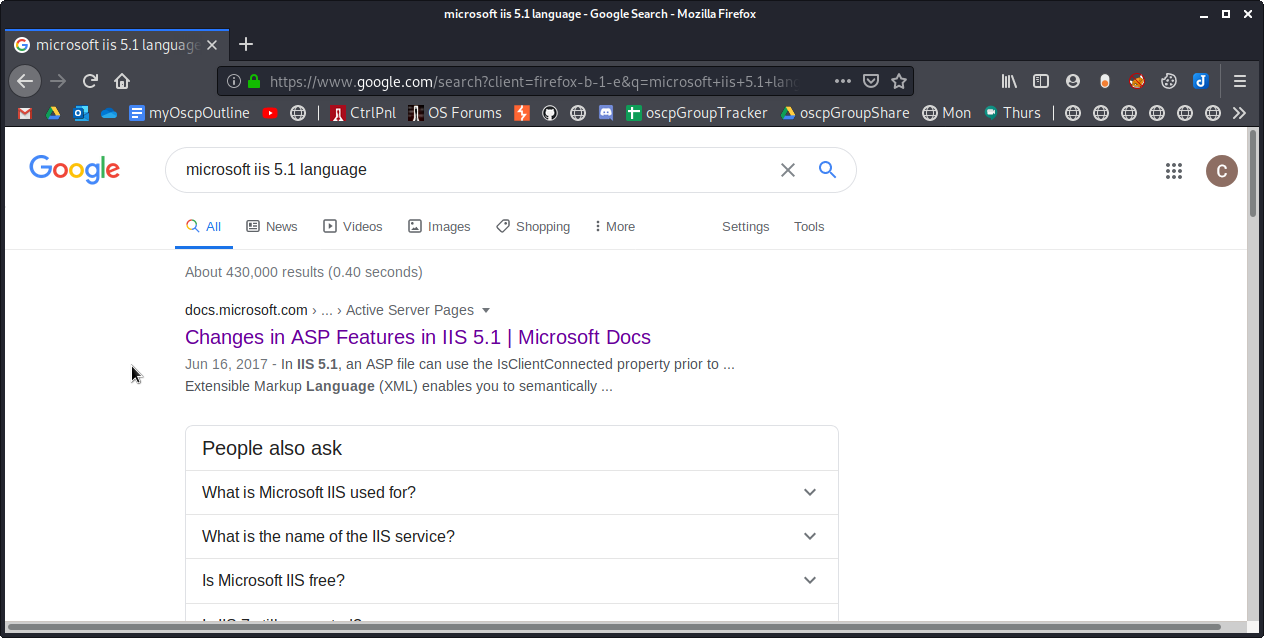 microsoft iis 5.1 language - Google Search - Mozilla Firefox
microsoft iis 5.1 language
https://www.google.com/search?client=firefox-b-1-e&q=microsoft+iis+5.1+lang
myOscpOutline CtrlPnl OS Forums oscpGroupTracker oscpGroupShare Mon Thurs
Google
microsoft iis 5.1 language
C
All News Videos Images Shopping More Settings Tools
About 430,000 results (0.40 seconds)
docs.microsoft.com › ... › Active Server Pages
Changes in ASP Features in IIS 5.1 | Microsoft Docs
Jun 16, 2017 - In IIS 5.1, an ASP file can use the IsClientConnected property prior to ...
Extensible Markup Language (XML) enables you to semantically ...
People also ask
What is Microsoft IIS used for?
What is the name of the IIS service?
Is Microsoft IIS free?